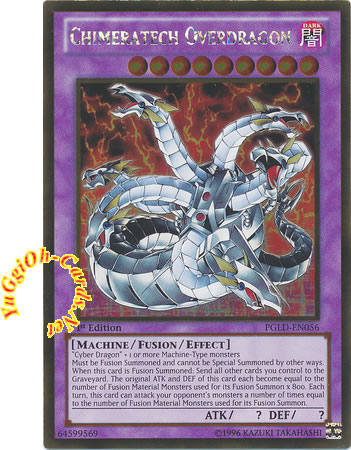 CHIMERATECH OVERDRAGON
DARK
闇
YuGgiOh-Cards.Net
1st Edition
PGLD-EN056
[MACHINE / FUSION / EFFECT]
"Cyber Dragon" + 1 or more Machine-Type monsters
Must be Fusion Summoned and cannot be Special Summoned by other ways.
When this card is Fusion Summoned: Send all other cards you control to the
Graveyard. The original ATK and DEF of this card each become equal to the
number of Fusion Material Monsters used for its Fusion Summon x 800. Each
turn, this card can attack your opponent's monsters a number of times equal
to the number of Fusion Material Monsters used for its Fusion Summon.
ATK/ ? DEF/ ?
64599569
©1996 KAZUKI TAKAHASHI